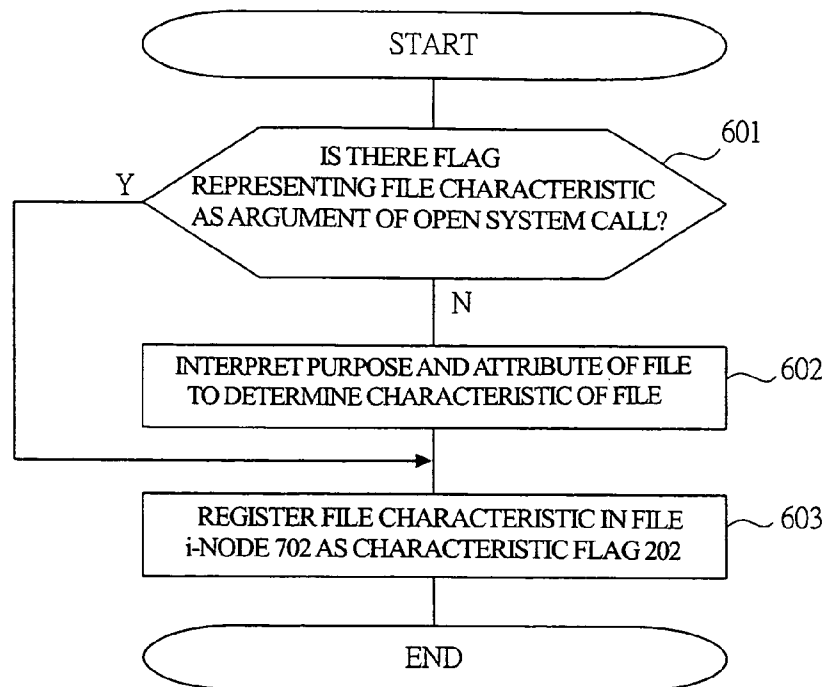 START
601
IS THERE FLAG
REPRESENTING FILE CHARACTERISTIC
AS ARGUMENT OF OPEN SYSTEM CALL?
Y
N
INTERPRET PURPOSE AND ATTRIBUTE OF FILE
TO DETERMINE CHARACTERISTIC OF FILE
602
REGISTER FILE CHARACTERISTIC IN FILE
i-NODE 702 AS CHARACTERISTIC FLAG 202
603
END